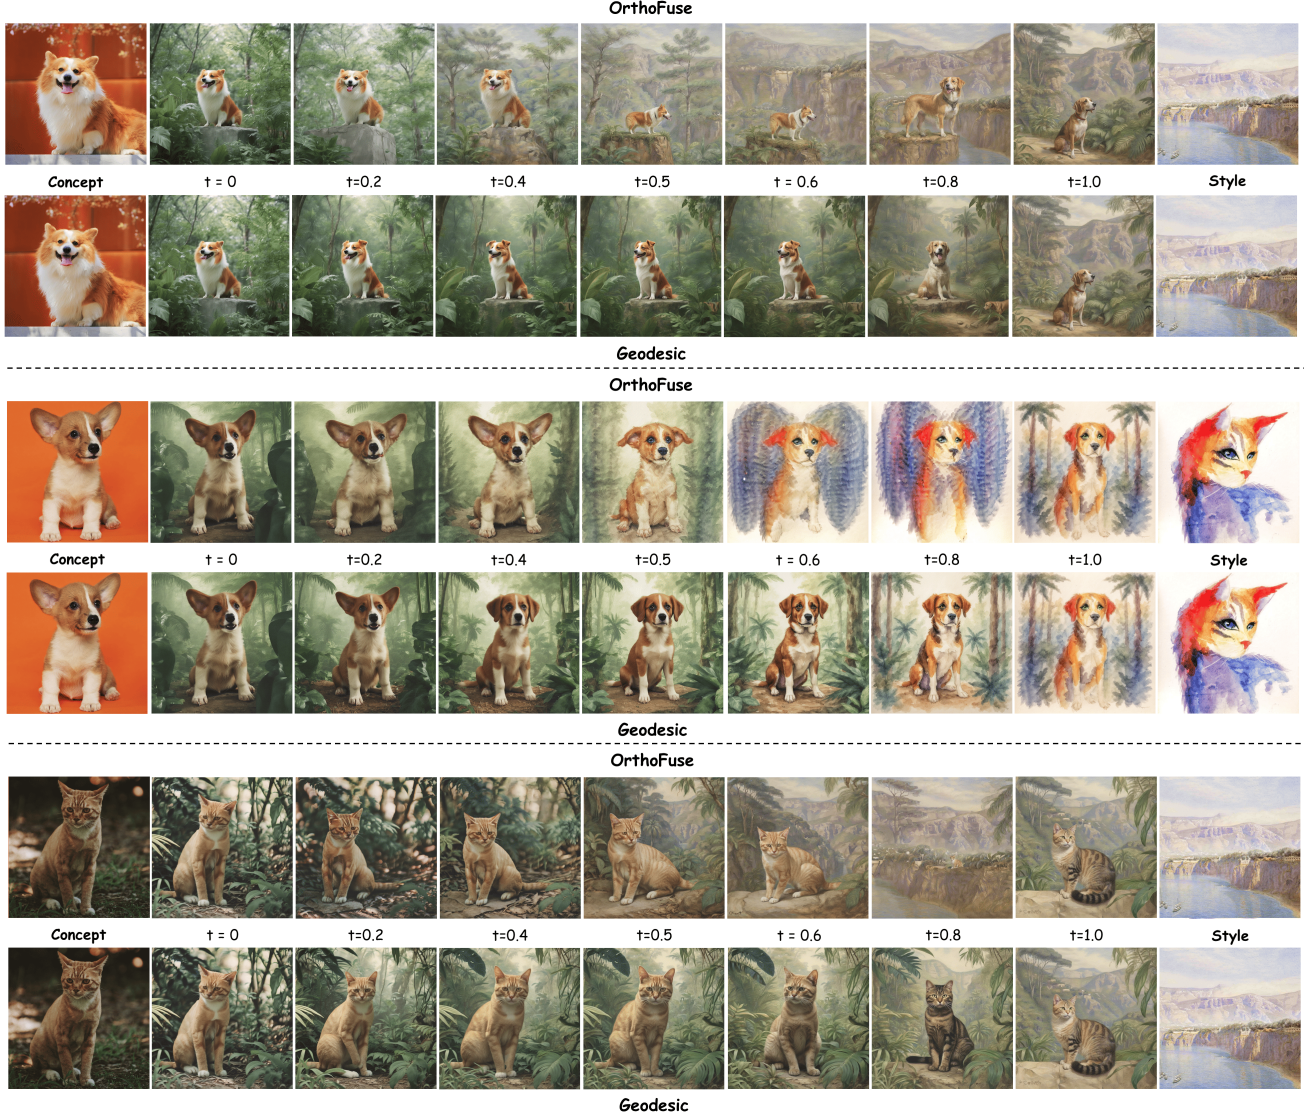 OrthoFuse
Concept t = 0 t=0.2 t=0.4 t=0.5 t = 0.6 t=0.8 t=1.0 Style
Geodesic
OrthoFuse
Concept t = 0 t=0.2 t=0.4 t=0.5 t = 0.6 t=0.8 t=1.0 Style
Geodesic
OrthoFuse
Concept t = 0 t=0.2 t=0.4 t=0.5 t = 0.6 t=0.8 t=1.0 Style
Geodesic